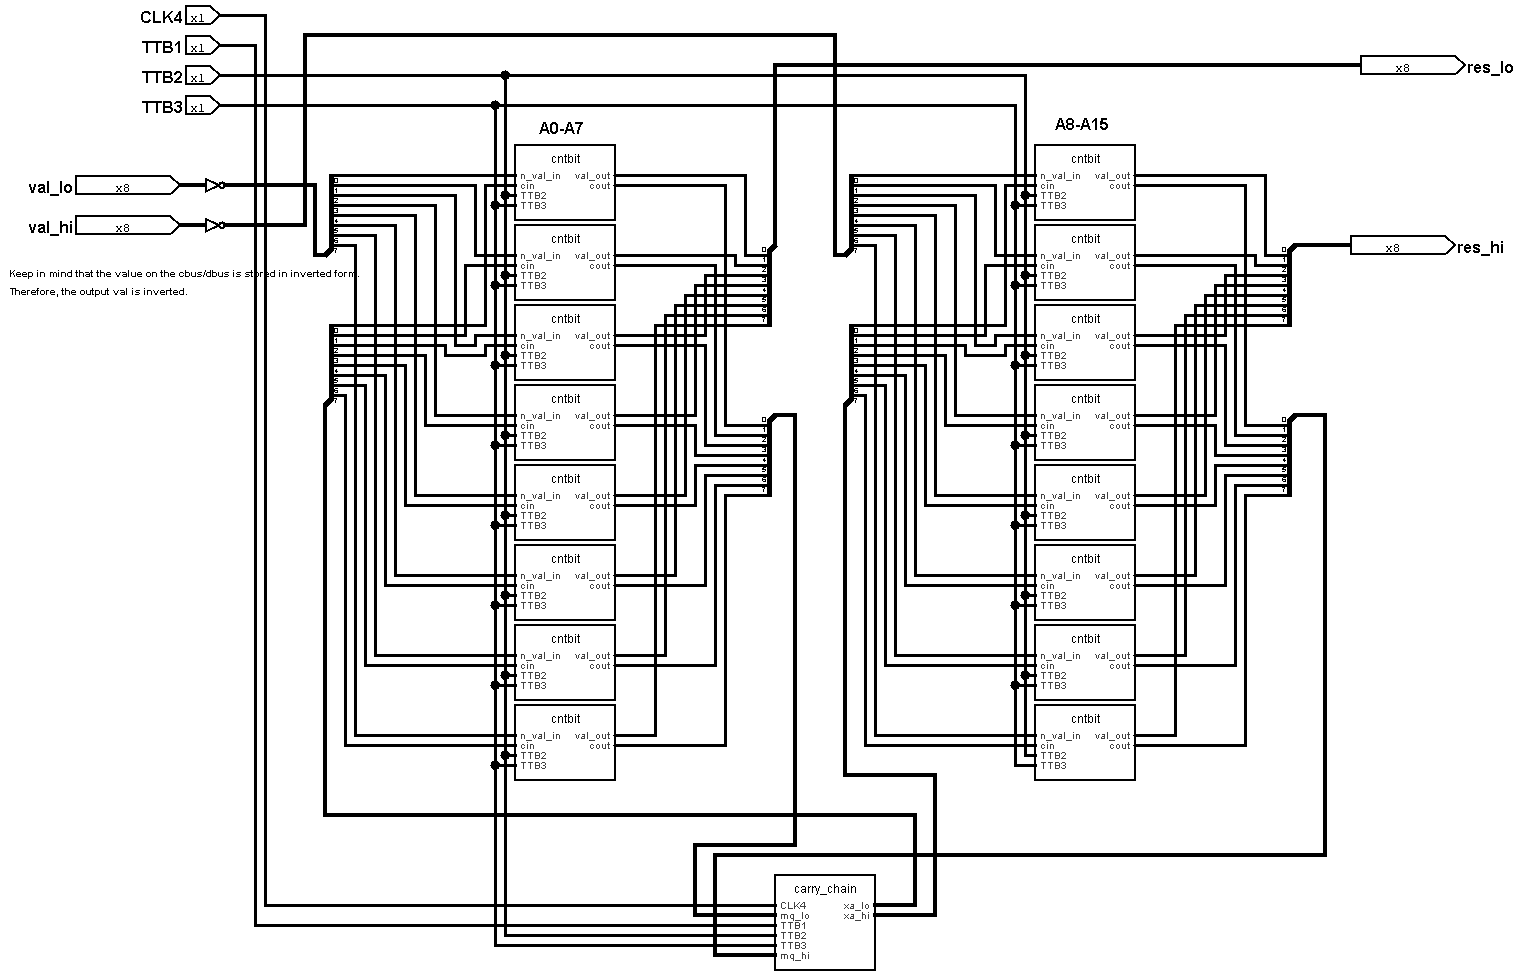 CLK4 x1
TTB1 x1
TTB2 x1
TTB3 x1
x8 res_lo
A0-A7
A8-A15
val_lo x8
val_hi x8
x8 res_hi
Keep in mind that the value on the cbus/dbus is stored in inverted form.
Therefore, the output val is inverted.
0
1
2
3
4
5
6
7
0
1
2
3
4
5
6
7
cntbit
n_val_in val_out
cin cout
TTB2
TTB3
cntbit
n_val_in val_out
cin cout
TTB2
TTB3
cntbit
n_val_in val_out
cin cout
TTB2
TTB3
cntbit
n_val_in val_out
cin cout
TTB2
TTB3
cntbit
n_val_in val_out
cin cout
TTB2
TTB3
cntbit
n_val_in val_out
cin cout
TTB2
TTB3
cntbit
n_val_in val_out
cin cout
TTB2
TTB3
cntbit
n_val_in val_out
cin cout
TTB2
TTB3
0
1
2
3
4
5
6
7
0
1
2
3
4
5
6
7
0
1
2
3
4
5
6
7
0
1
2
3
4
5
6
7
cntbit
n_val_in val_out
cin cout
TTB2
TTB3
cntbit
n_val_in val_out
cin cout
TTB2
TTB3
cntbit
n_val_in val_out
cin cout
TTB2
TTB3
cntbit
n_val_in val_out
cin cout
TTB2
TTB3
cntbit
n_val_in val_out
cin cout
TTB2
TTB3
cntbit
n_val_in val_out
cin cout
TTB2
TTB3
cntbit
n_val_in val_out
cin cout
TTB2
TTB3
cntbit
n_val_in val_out
cin cout
TTB2
TTB3
0
1
2
3
4
5
6
7
0
1
2
3
4
5
6
7
carry_chain
CLK4 xa_lo
mq_lo xa_hi
TTB1
TTB2
TTB3
mq_hi